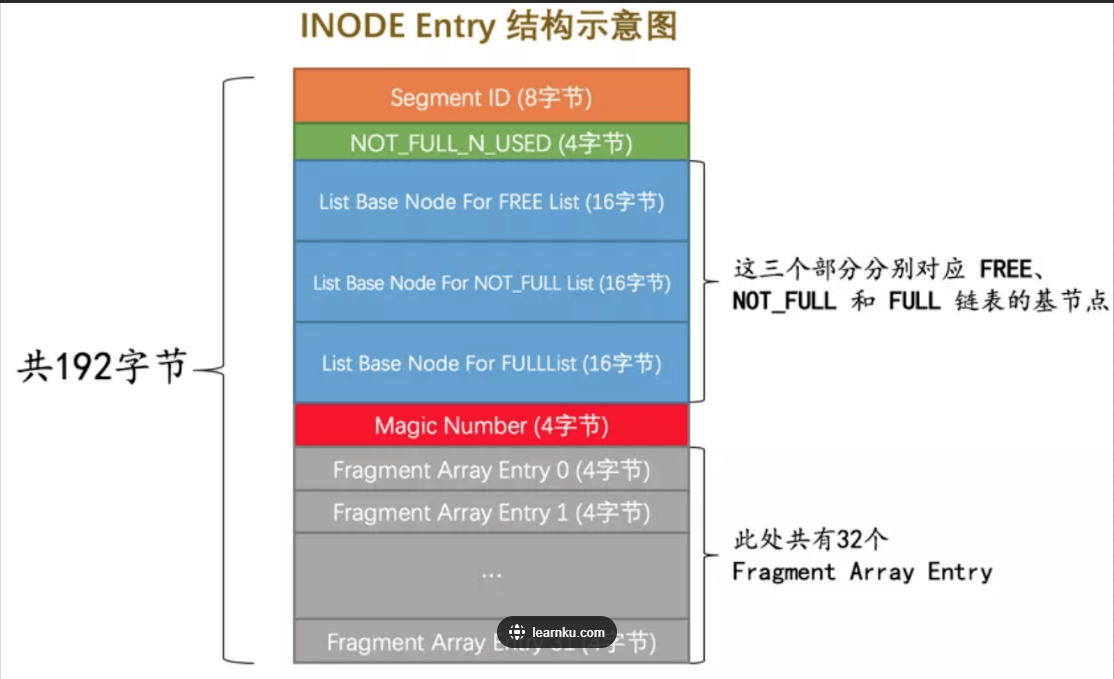 INODE Entry 结构示意图
Segment ID (8字节)
NOT_FULL_N_USED (4字节)
List Base Node For FREE List (16字节)
List Base Node For NOT_FULL List (16字节)
List Base Node For FULLList (16字节)
这三个部分分别对应 FREE、
NOT_FULL 和 FULL 链表的基节点
共192字节
Magic Number (4字节)
Fragment Array Entry 0 (4字节)
Fragment Array Entry 1 (4字节)
...
此处共有32个
Fragment Array Entry
learnku.com
Fragment Array Entry 31 (4字节)